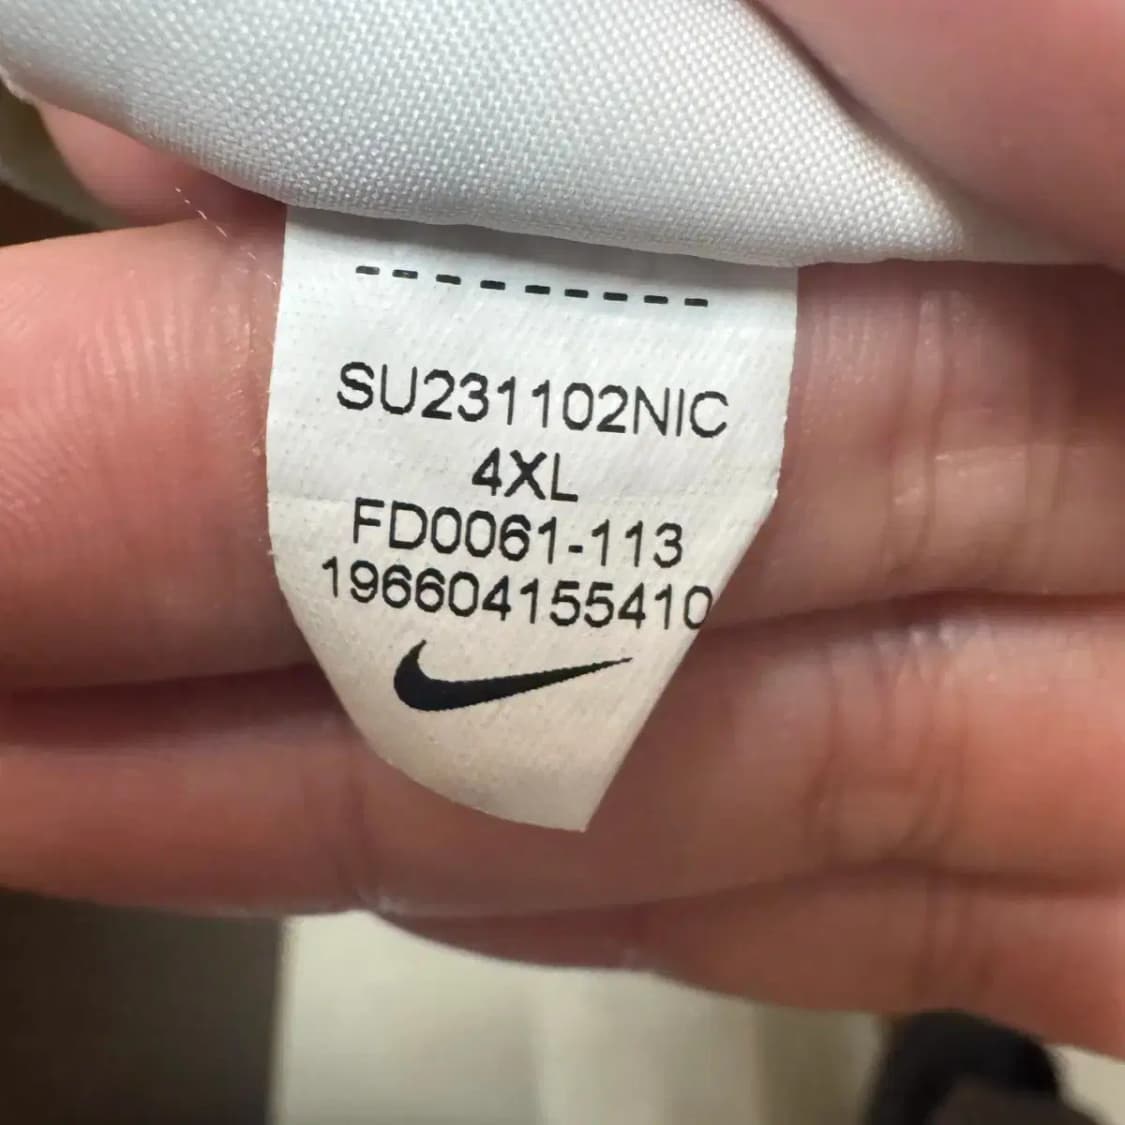 ---------
SU231102NIC
4XL
FD0061-113
196604155410